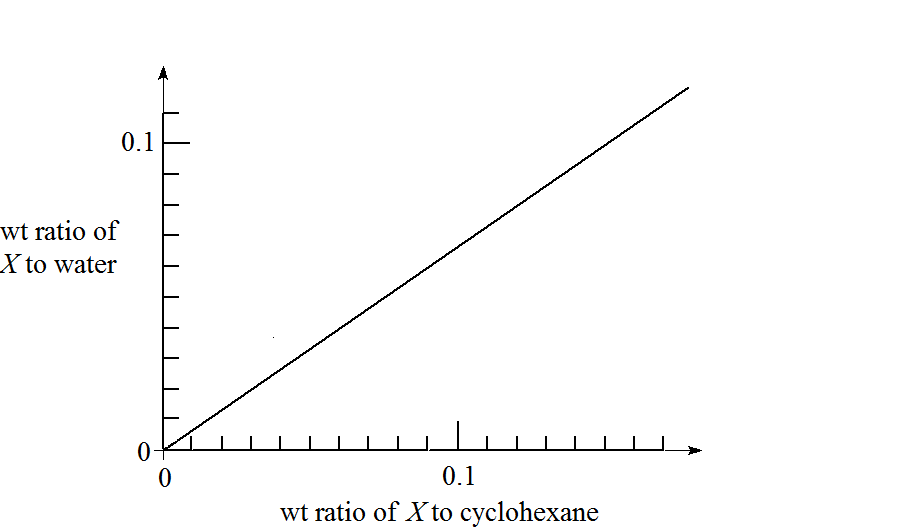 0.1
wt ratio of
X to water
0
0
0.1
wt ratio of X to cyclohexane